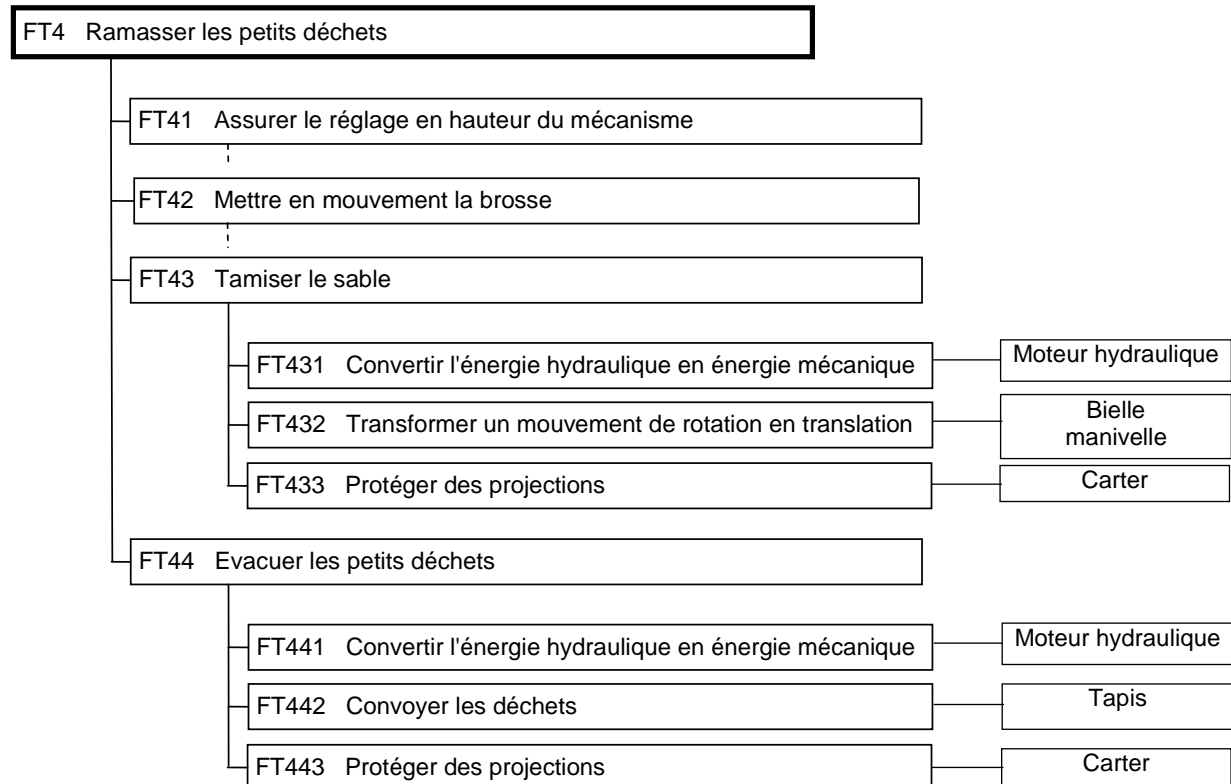 FT4 Ramasser les petits déchets
FT41 Assurer le réglage en hauteur du mécanisme
FT42 Mettre en mouvement la brosse
FT43 Tamiser le sable
FT431 Convertir l'énergie hydraulique en énergie mécanique
Moteur hydraulique
FT432 Transformer un mouvement de rotation en translation
Bielle
manivelle
FT433 Protéger des projections
Carter
FT44 Evacuer les petits déchets
FT441 Convertir l'énergie hydraulique en énergie mécanique
Moteur hydraulique
FT442 Convoyer les déchets
Tapis
FT443 Protéger des projections
Carter